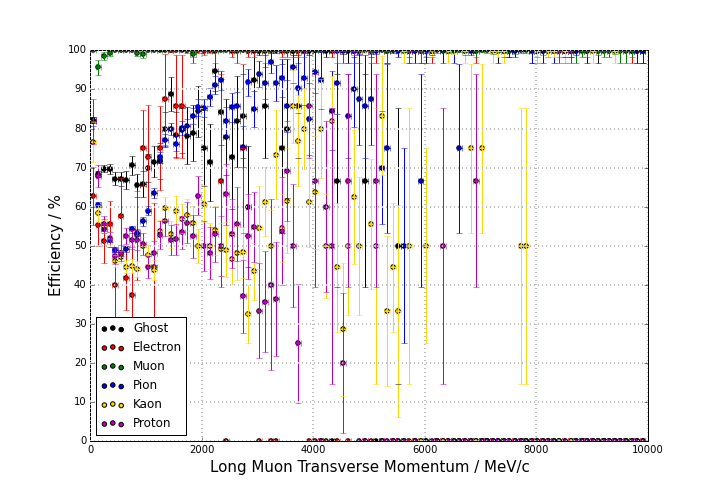 100
90
80
70
60
50
40
30
20
10
0
Efficiency / %
Ghost
Electron
Muon
Pion
Kaon
Proton
0 2000 4000 6000 8000 10000
Long Muon Transverse Momentum / MeV/c